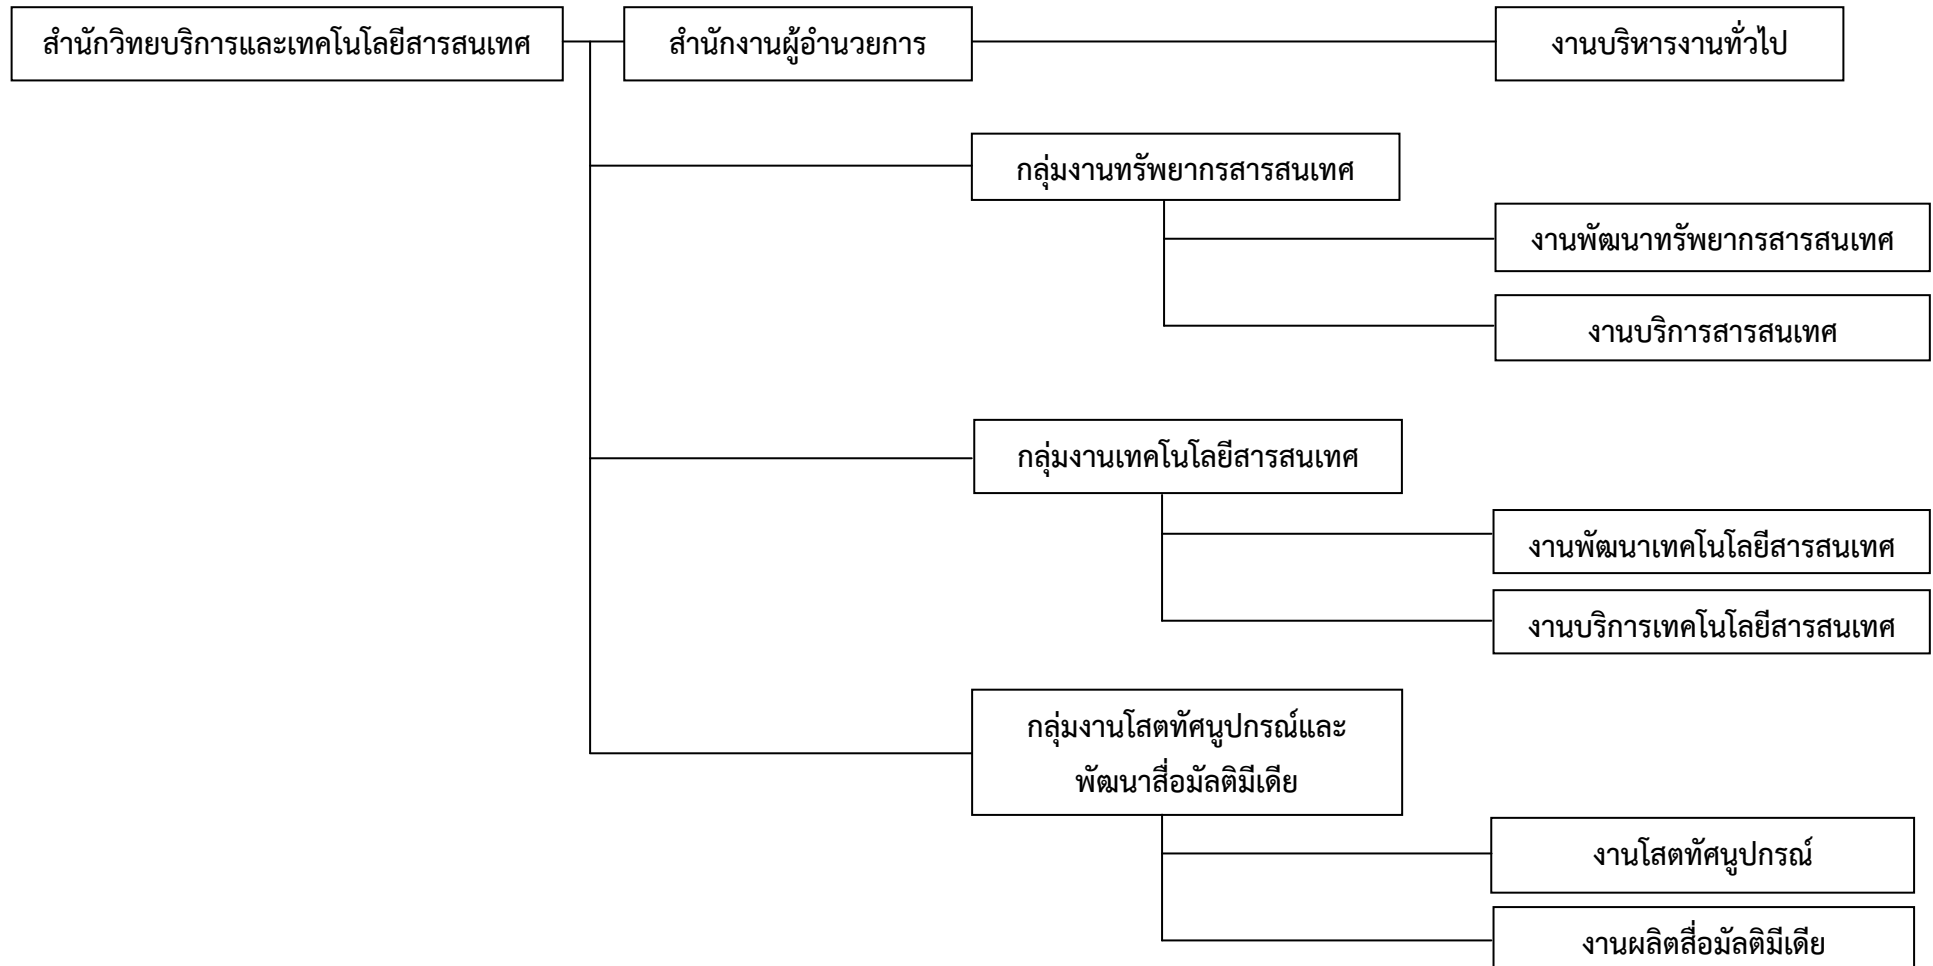 สำนักวิทยบริการและเทคโนโลยีสารสนเทศ
สำนักงานผู้อำนวยการ
งานบริหารงานทั่วไป
กลุ่มงานทรัพยากรสารสนเทศ
งานพัฒนาทรัพยากรสารสนเทศ
งานบริการสารสนเทศ
กลุ่มงานเทคโนโลยีสารสนเทศ
งานพัฒนาเทคโนโลยีสารสนเทศ
งานบริการเทคโนโลยีสารสนเทศ
กลุ่มงานโสตทัศนูปกรณ์และ
พัฒนาสื่อมัลติมีเดีย
งานโสตทัศนูปกรณ์
งานผลิตสื่อมัลติมีเดีย